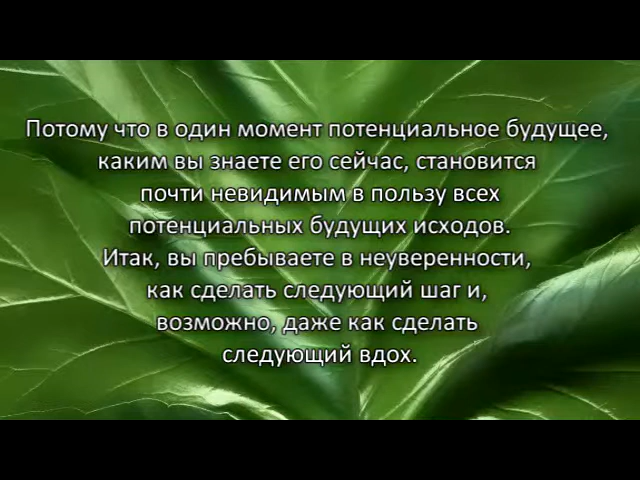 Потому что в один момент потенциальное будущее,
каким вы знаете его сейчас, становится
почти невидимым в пользу всех
потенциальных будущих исходов.
Итак, вы пребываете в неуверенности,
как сделать следующий шаг и,
возможно, даже как сделать
следующий вдох.